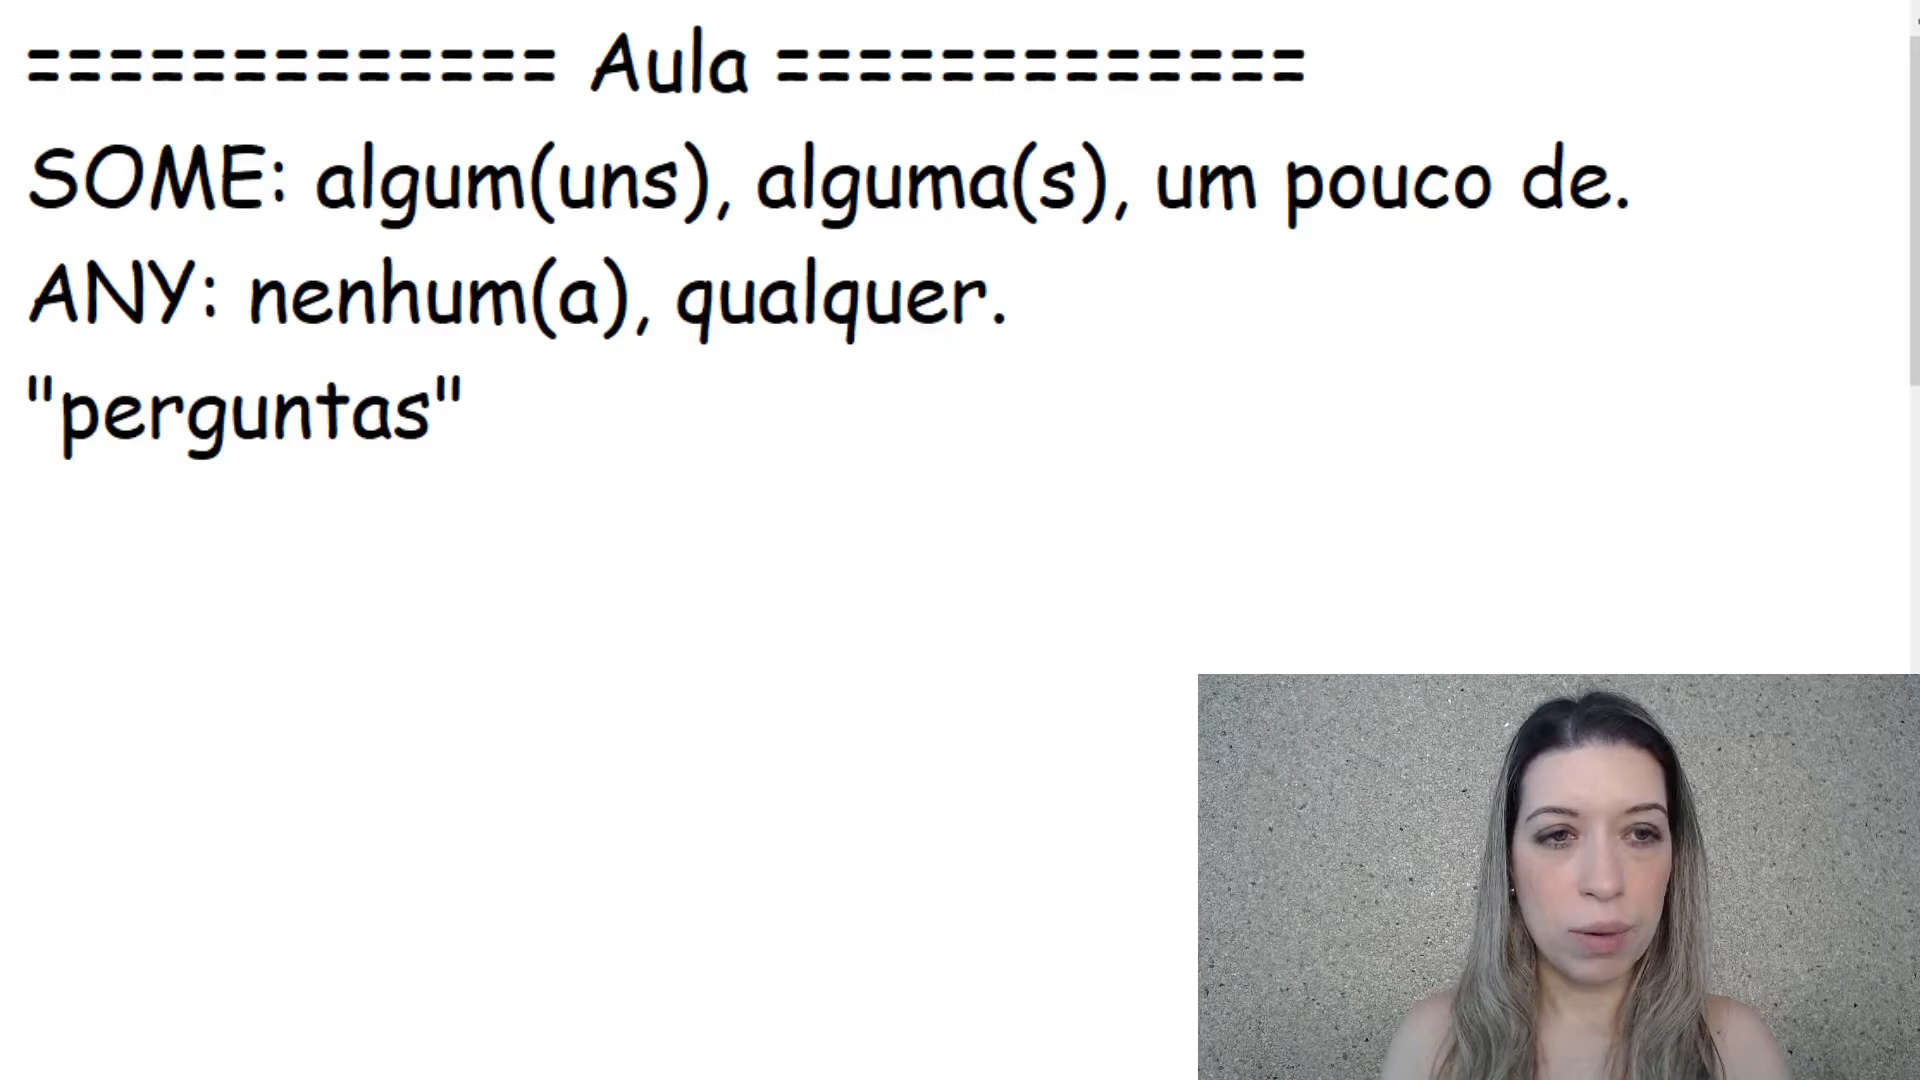 ============= Aula =============
SOME: algum(uns), alguma(s), um pouco de.
ANY: nenhum(a), qualquer.
"perguntas"